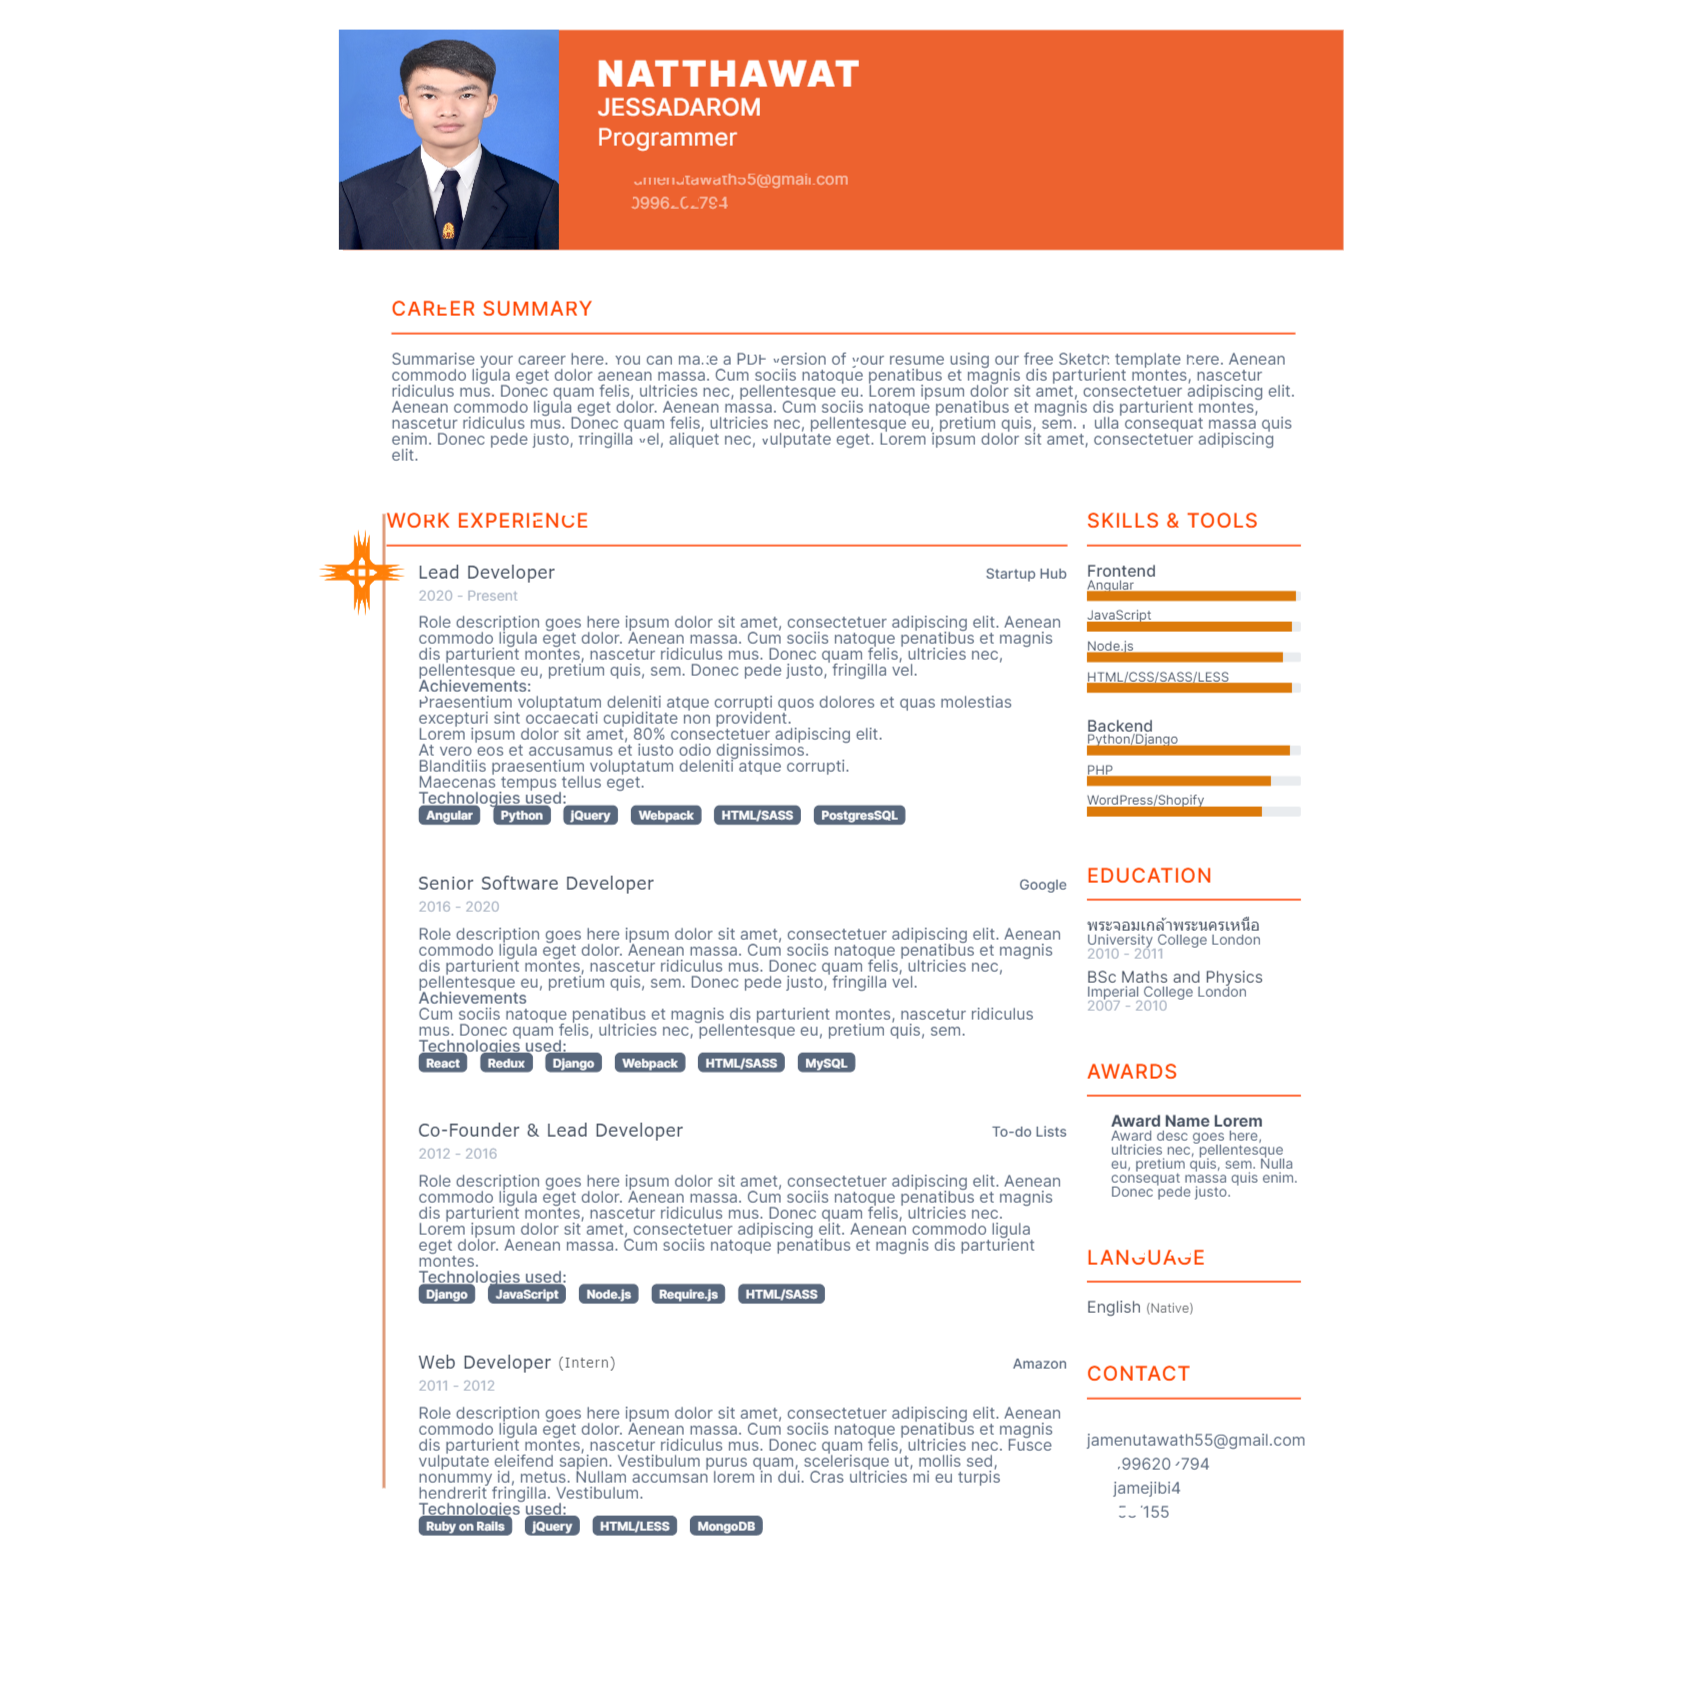 NATTHAWAT
JESSADAROM
Programmer
CAREER SUMMARY
Summarise your career here. You can make a PDF version of your resume using our free Sketch template here. Aenean
commodo ligula eget dolor aenean massa. Cum sociis natoque penatibus et magnis dis parturient montes, nascetur
ridiculus mus. Donec quam felis, ultricies nec, pellentesque eu. Lorem ipsum dolor sit amet, consectetuer adipiscing elit.
Aenean commodo ligula eget dolor. Aenean massa. Cum sociis natoque penatibus et magnis dis parturient montes,
nascetur ridiculus mus. Donec quam felis, ultricies nec, pellentesque eu, pretium quis, sem. consequat massa quis
enim. Donec pede justo, fringilla vel, aliquet nec, vulputate eget. Lorem ipsum dolor sit amet, consectetuer adipiscing
elit.
WORK EXPERIENCE
Lead Developer
Startup Hub
2020 - Present
Role description goes here ipsum dolor sit amet, consectetuer adipiscing elit. Aenean
commodo ligula eget dolor. Aenean massa. Cum sociis natoque penatibus et magnis
dis parturient montes, nascetur ridiculus mus. Donec quam felis, ultricies nec,
pellentesque eu, pretium quis, sem. Donec pede justo, fringilla vel.
Achievements:
Praesentium voluptatum deleniti atque corrupti quos dolores et quas molestias
excepturi sint occaecati cupiditate non provident.
Lorem ipsum dolor sit amet, 80% consectetuer adipiscing elit.
At vero eos et accusamus et iusto odio dignissimos.
Blanditiis praesentium voluptatum deleniti atque corrupti.
Maecenas tempus tellus eget.
Technologies used:
Angular Python jQuery Webpack HTML/SASS PostgresSQL
Senior Software Developer
Google
2016 - 2020
Role description goes here ipsum dolor sit amet, consectetuer adipiscing elit. Aenean
commodo ligula eget dolor. Aenean massa. Cum sociis natoque penatibus et magnis
dis parturient montes, nascetur ridiculus mus. Donec quam felis, ultricies nec,
pellentesque eu, pretium quis, sem. Donec pede justo, fringilla vel.
Achievements
Cum sociis natoque penatibus et magnis dis parturient montes, nascetur ridiculus
mus. Donec quam felis, ultricies nec, pellentesque eu, pretium quis, sem.
Technologies used:
React Redux Django Webpack HTML/SASS MySQL
Co-Founder & Lead Developer
To-do Lists
2012 - 2016
Role description goes here ipsum dolor sit amet, consectetuer adipiscing elit. Aenean
commodo ligula eget dolor. Aenean massa. Cum sociis natoque penatibus et magnis
dis parturient montes, nascetur ridiculus mus. Donec quam felis, ultricies nec.
Lorem ipsum dolor sit amet, consectetuer adipiscing elit. Aenean commodo ligula
eget dolor. Aenean massa. Cum sociis natoque penatibus et magnis dis parturient
montes.
Technologies used:
Django JavaScript Node.js Require.js HTML/SASS
Web Developer (Intern)
Amazon
2011 - 2012
Role description goes here ipsum dolor sit amet, consectetuer adipiscing elit. Aenean
commodo ligula eget dolor. Aenean massa. Cum sociis natoque penatibus et magnis
dis parturient montes, nascetur ridiculus mus. Donec quam felis, ultricies nec. Fusce
vulputate eleifend sapien. Vestibulum purus quam, scelerisque ut, mollis sed,
nonummy id, metus. Nullam accumsan lorem in dui. Cras ultricies mi eu turpis
hendrerit fringilla. Vestibulum.
Technologies used:
Ruby on Rails jQuery HTML/LESS MongoDB
SKILLS & TOOLS
Frontend
Angular
JavaScript
Node.js
HTML/CSS/SASS/LESS
Backend
Python/Django
PHP
WordPress/Shopify
EDUCATION
พระจอมเกล้าพระนครเหนือ
University College London
2010 - 2011
BSc Maths and Physics
Imperial College London
2007 - 2010
AWARDS
Award Name Lorem
Award desc goes here,
ultricies nec, pellentesque
eu, pretium quis, sem. Nulla
consequat massa quis enim.
Donec pede justo.
LANGUAGE
English (Native)
CONTACT
jamenutawath55@gmail.com
jamejibi4